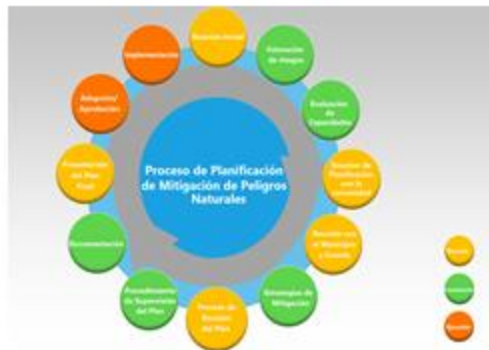 Reunión Inicial
Estimación
de riesgos
Evaluación
de
Capacidades
Reunión de
Planificación
con la
comunidad
Reunión con
el Municipio
y Comité
Estrategias de
Mitigación
Proceso de
Revisión
del Plan
Procedimiento
de Supervisión
del Plan
Documentación
Presentación
del Plan
Final
Adopción/
Aprobación
Implementación
Proceso de Planificación
de Mitigación de Peligros
Naturales